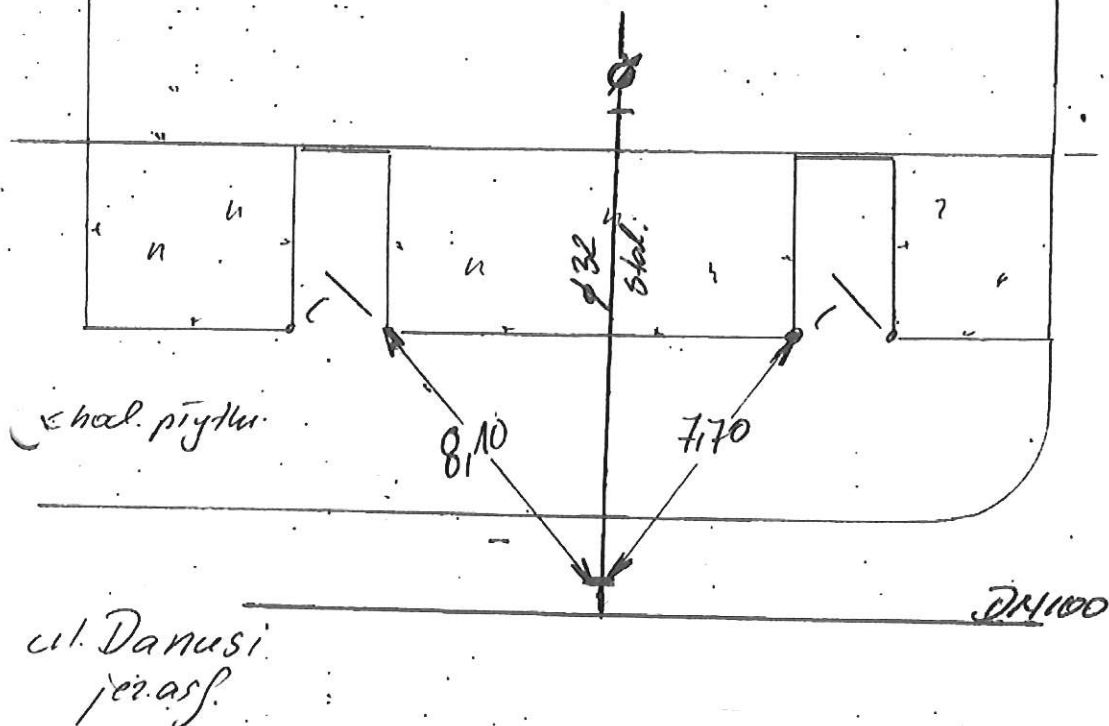 ø32
stal.
chod. płytki.
8,10
7,70
DN100
ul. Danusi
jez. asf.